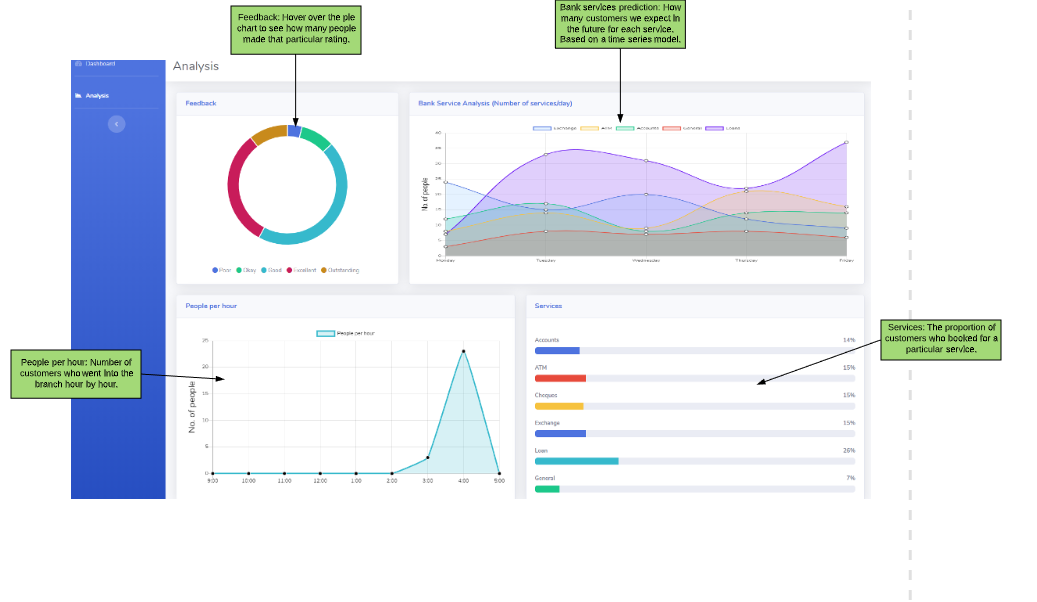 Feedback: Hover over the pie
chart to see how many people
made that particular rating.
Bank services prediction: How
many customers we expect in
the future for each service.
Based on a time series model.
Dashboard
Analysis
Analysis
Feedback
Poor Okay Good Excellent Outstanding
Bank Service Analysis (Number of services/day)
Exchange ATM Accounts General Loans
No. of people
40
35
30
25
20
15
10
5
0
Monday Tuesday Wednesday Thursday Friday
People per hour
People per hour
No. of people
25
20
15
10
5
0
9:00 10:00 11:00 12:00 1:00 2:00 3:00 4:00 5:00
Services
Accounts 14%
ATM 15%
Cheques 15%
Exchange 15%
Loan 26%
General 7%
People per hour: Number of
customers who went into the
branch hour by hour.
Services: The proportion of
customers who booked for a
particular service.